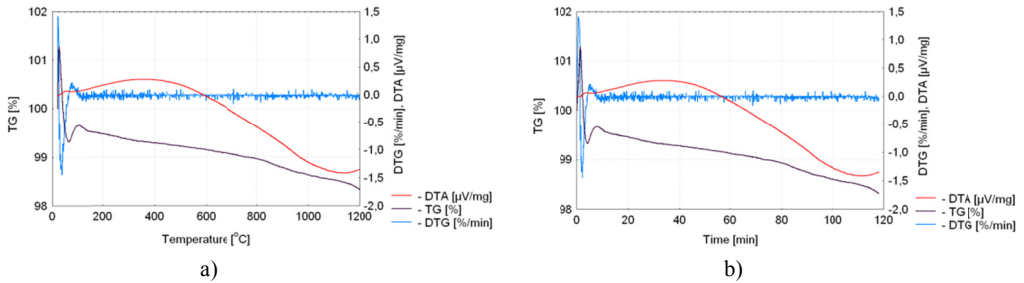 102
101
100
99
98
TG [%]
1,5
1,0
0,5
0,0
-0,5
-1,0
-1,5
-2,0
DTG [%/min], DTA [µV/mg]
0 200 400 600 800 1000 1200
Temperature [°C]
- DTA [µV/mg]
- TG [%]
- DTG [%/min]
a)
102
101
100
99
98
TG [%]
1,5
1,0
0,5
0,0
-0,5
-1,0
-1,5
-2,0
DTG [%/min], DTA [µV/mg]
0 20 40 60 80 100 120
Time [min]
- DTA [µV/mg]
- TG [%]
- DTG [%/min]
b)